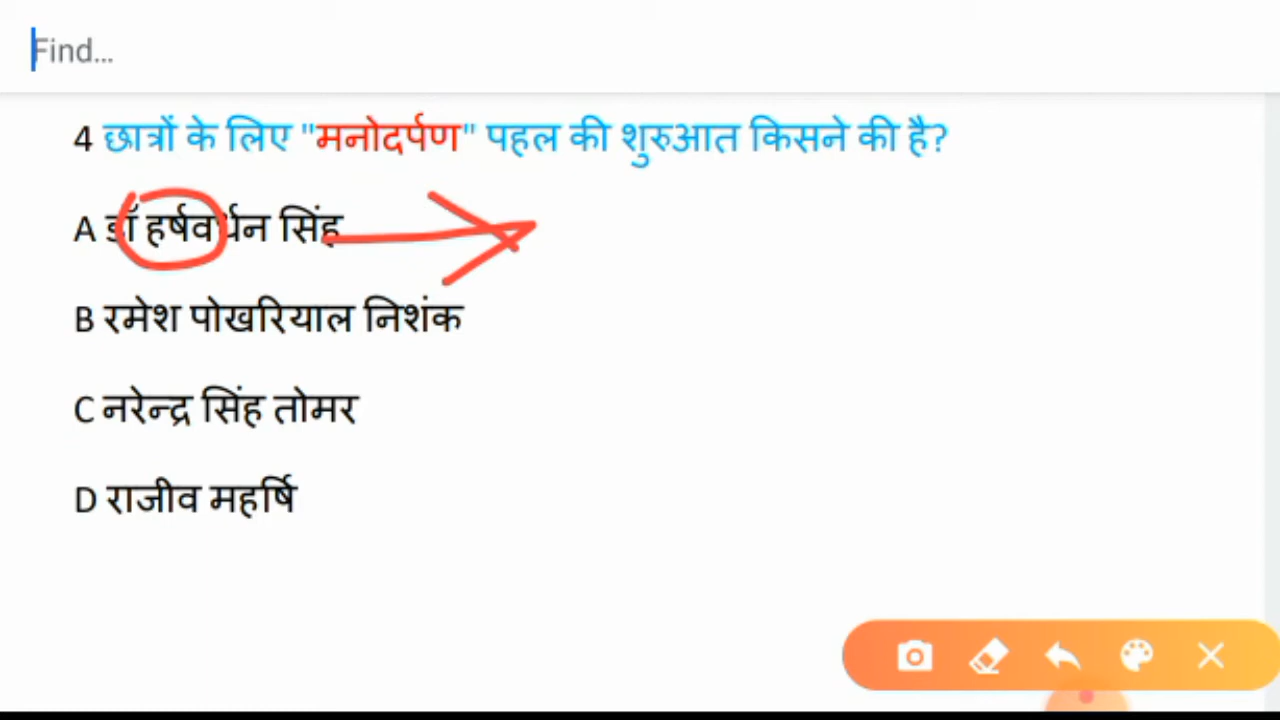 Find...
4 छात्रों के लिए "मनोदर्पण" पहल की शुरुआत किसने की है?
A डॉ हर्षवर्धन सिंह
B रमेश पोखरियाल निशंक
C नरेन्द्र सिंह तोमर
D राजीव महर्षि